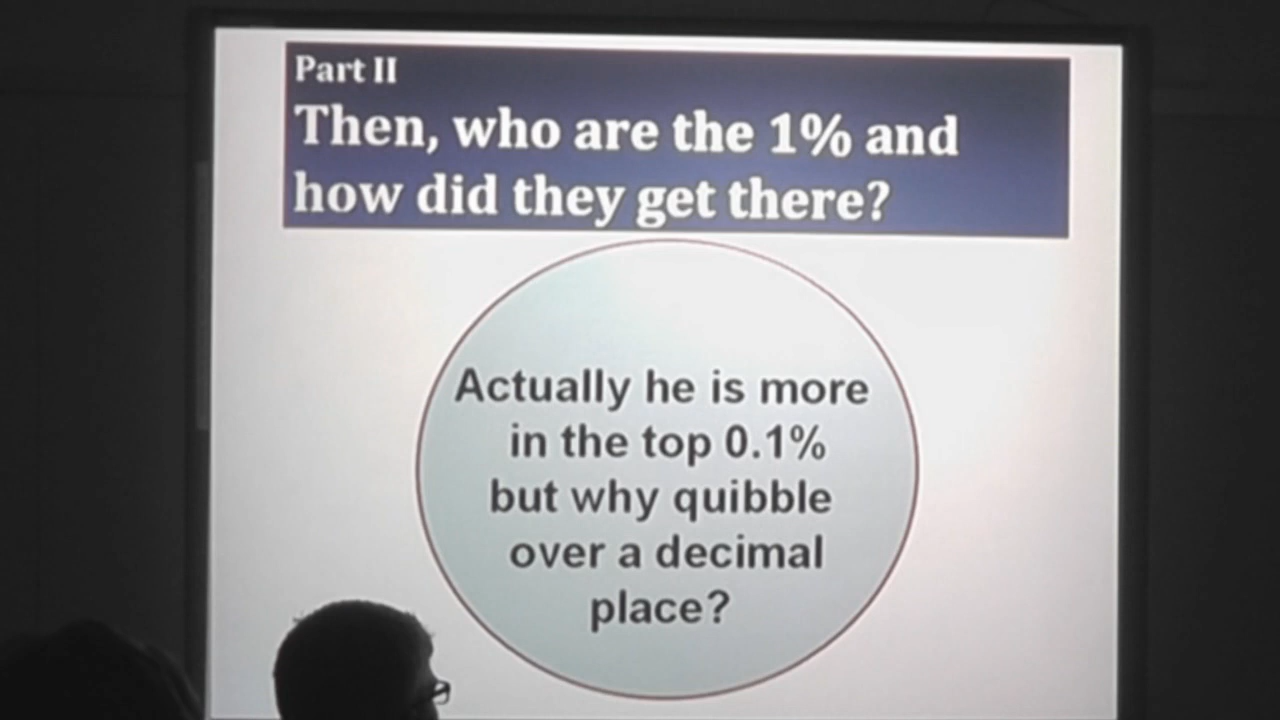 Part II
Then, who are the 1% and
how did they get there?
Actually he is more
in the top 0.1%
but why quibble
over a decimal
place?